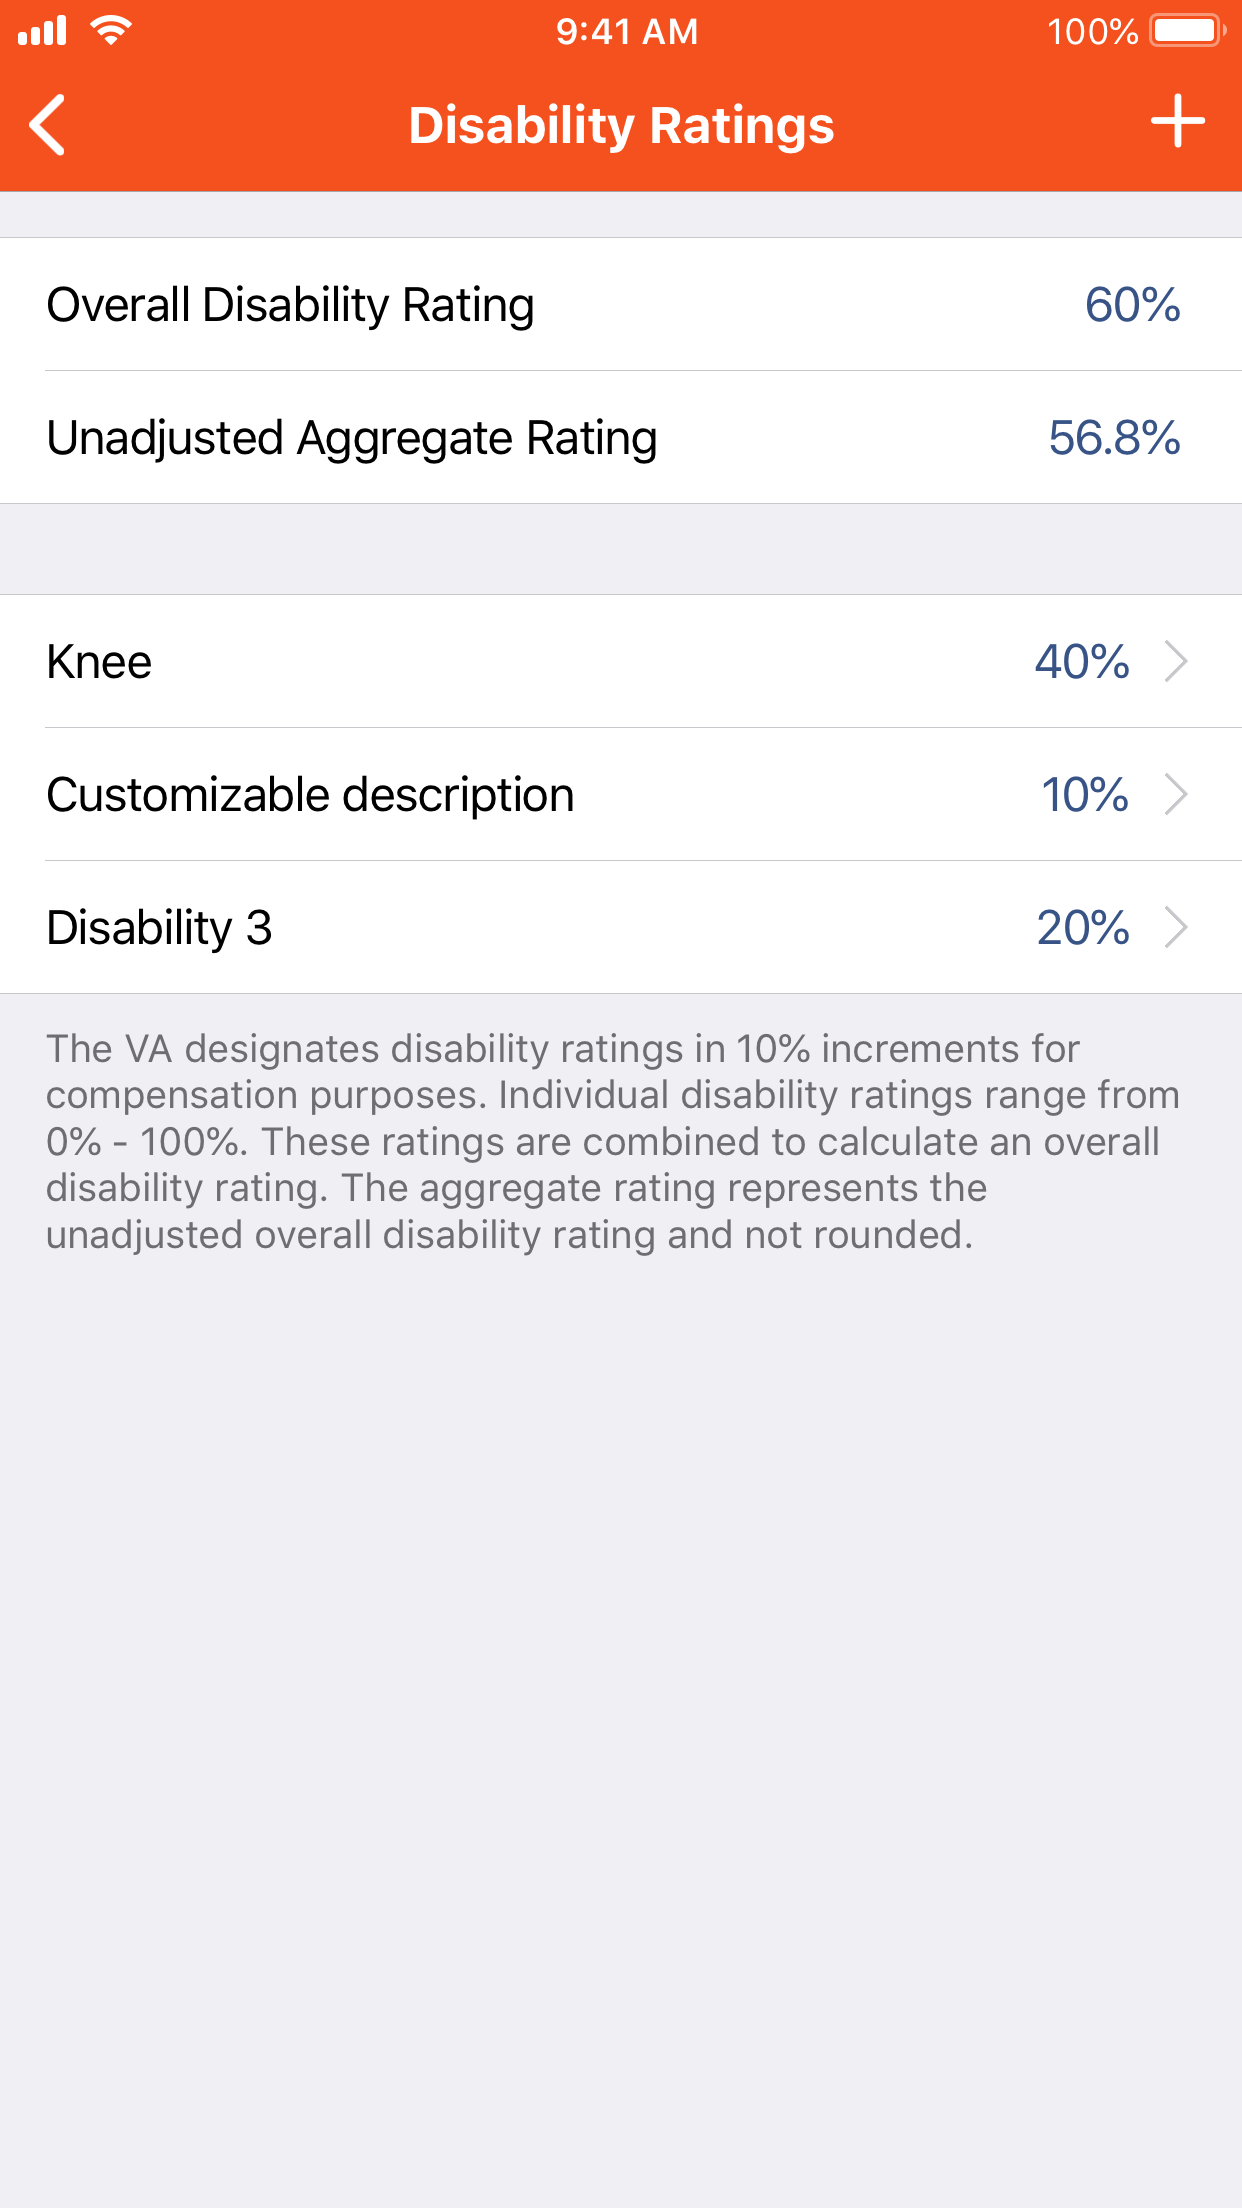 9:41 AM 100%
Disability Ratings
Overall Disability Rating 60%
Unadjusted Aggregate Rating 56.8%
Knee 40%
Customizable description 10%
Disability 3 20%
The VA designates disability ratings in 10% increments for
compensation purposes. Individual disability ratings range from
0% - 100%. These ratings are combined to calculate an overall
disability rating. The aggregate rating represents the
unadjusted overall disability rating and not rounded.